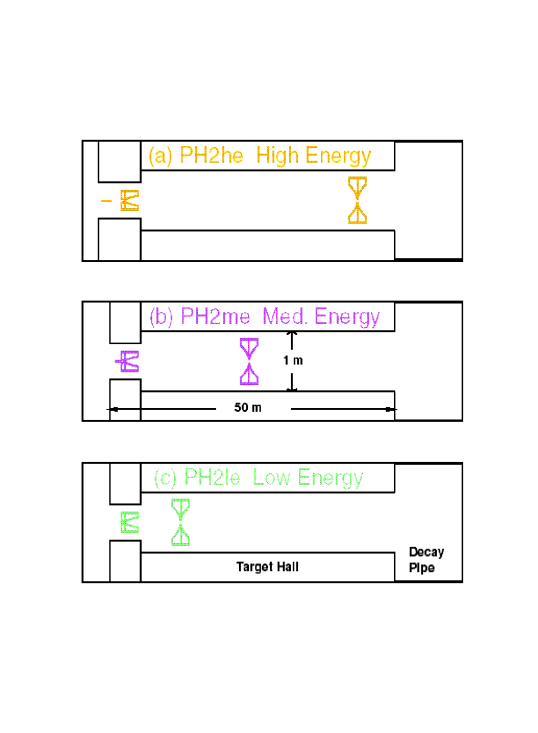 (a) PH2he High Energy
(b) PH2me Med. Energy
1 m
50 m
(c) PH2le Low Energy
Target Hall
Decay
Pipe